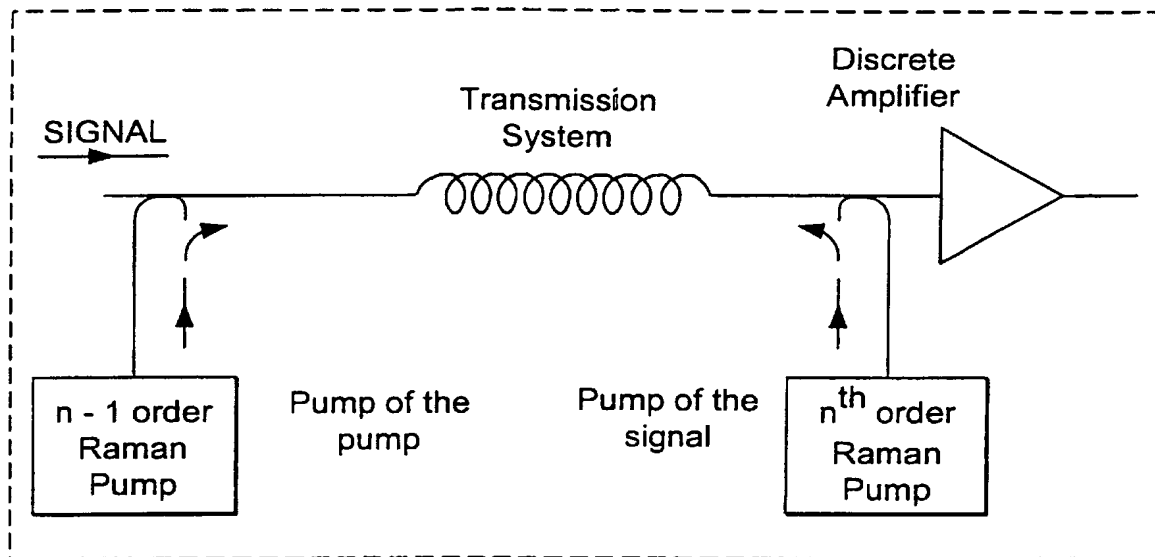 Discrete
Amplifier
Transmission
System
SIGNAL
n - 1 order
Raman
Pump
Pump of the
pump
Pump of the
signal
n^th order
Raman
Pump